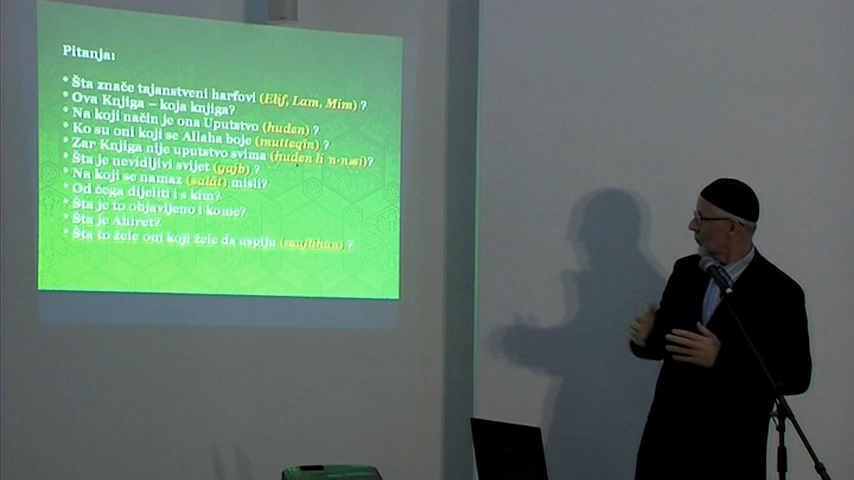 Pitanja:
* Šta znače tajanstveni harfovi (Elif, Lam, Mim) ?
* Ova Knjiga – koja knjiga?
* Na koji način je ona Uputstvo (huden) ?
* Ko su oni koji se Allaha boje (mutteqīn) ?
* Zar Knjiga nije uputstvo svima (huden li n-nasi)?
* Šta je nevidljivi svijet (gajb) ?
* Na koji se namaz (salāt) misli?
* Od čega dijeliti i s kim?
* Šta je to objavljeno i kome?
* Šta je Ahiret?
* Šta to žele oni koji žele da uspiju (muflihūn) ?